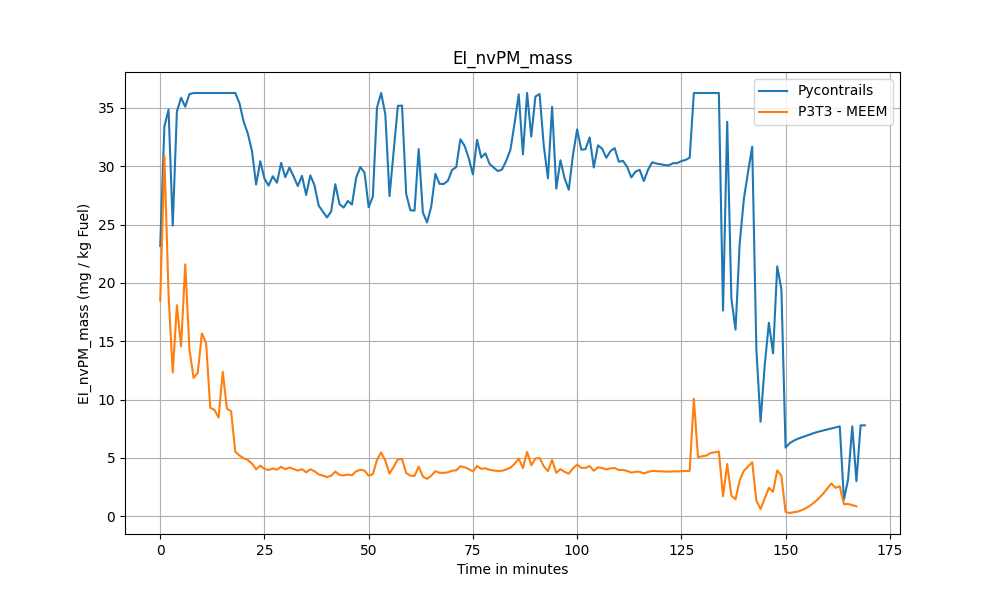 EI_nvPM_mass
Pycontrails
P3T3 - MEEM
EI_nvPM_mass (mg / kg Fuel)
35
30
25
20
15
10
5
0
0 25 50 75 100 125 150 175
Time in minutes